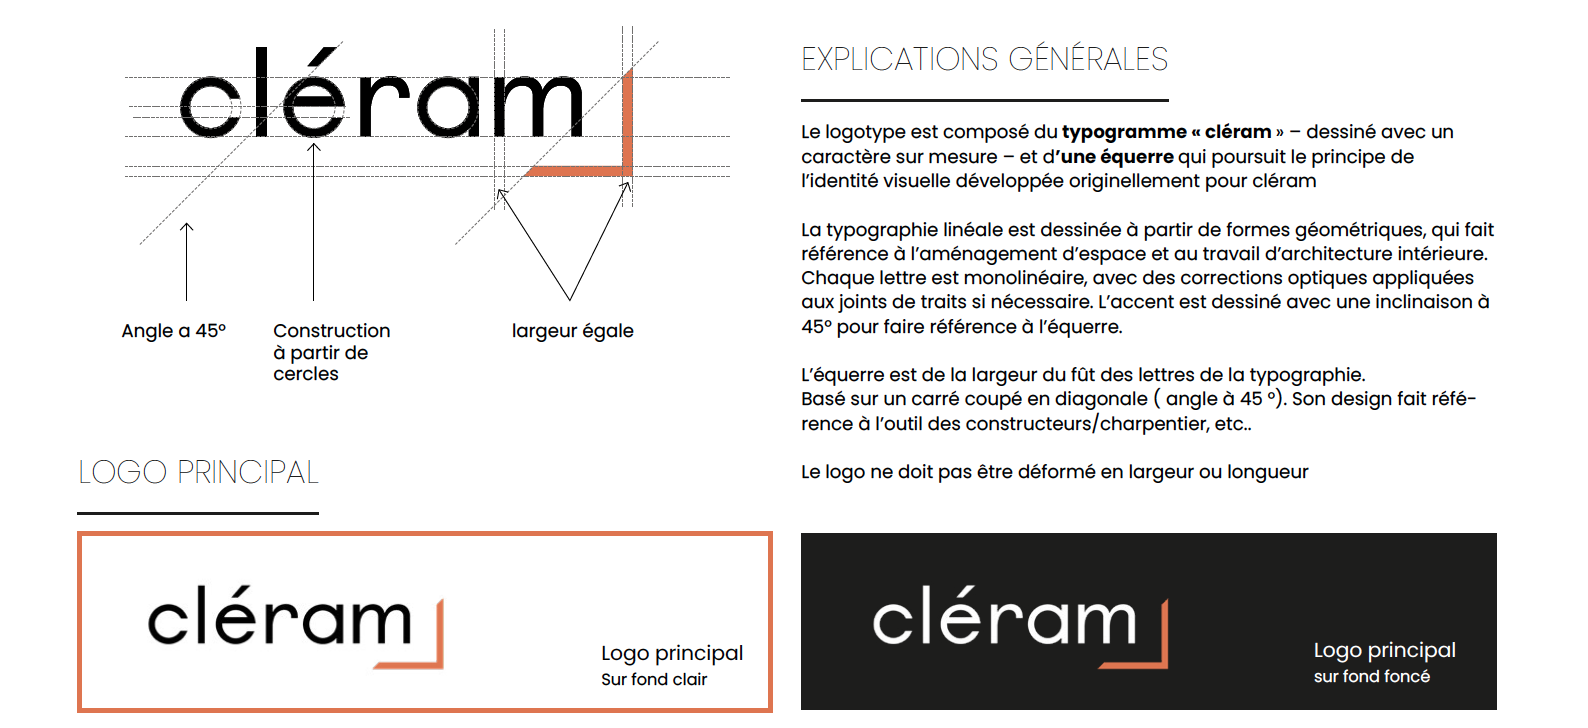 cléram
Angle a 45°
Construction
à partir de
cercles
largeur égale
EXPLICATIONS GÉNÉRALES
Le logotype est composé du typogramme « cléram » – dessiné avec un
caractère sur mesure – et d’une équerre qui poursuit le principe de
l’identité visuelle développée originellement pour cléram
La typographie linéale est dessinée à partir de formes géométriques, qui fait
référence à l’aménagement d’espace et au travail d’architecture intérieure.
Chaque lettre est monolinéaire, avec des corrections optiques appliquées
aux joints de traits si nécessaire. L’accent est dessiné avec une inclinaison à
45° pour faire référence à l’équerre.
L’équerre est de la largeur du fût des lettres de la typographie.
Basé sur un carré coupé en diagonale ( angle à 45 °). Son design fait réfé-
rence à l’outil des constructeurs/charpentier, etc..
Le logo ne doit pas être déformé en largeur ou longueur
LOGO PRINCIPAL
cléram
Logo principal
Sur fond clair
cléram
Logo principal
sur fond foncé